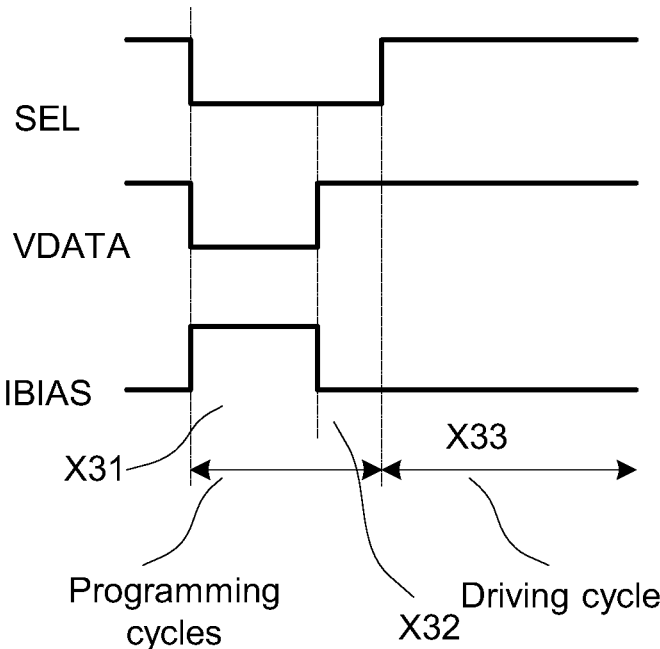 SEL
VDATA
IBIAS
X31
X33
Programming
cycles
X32
Driving cycle